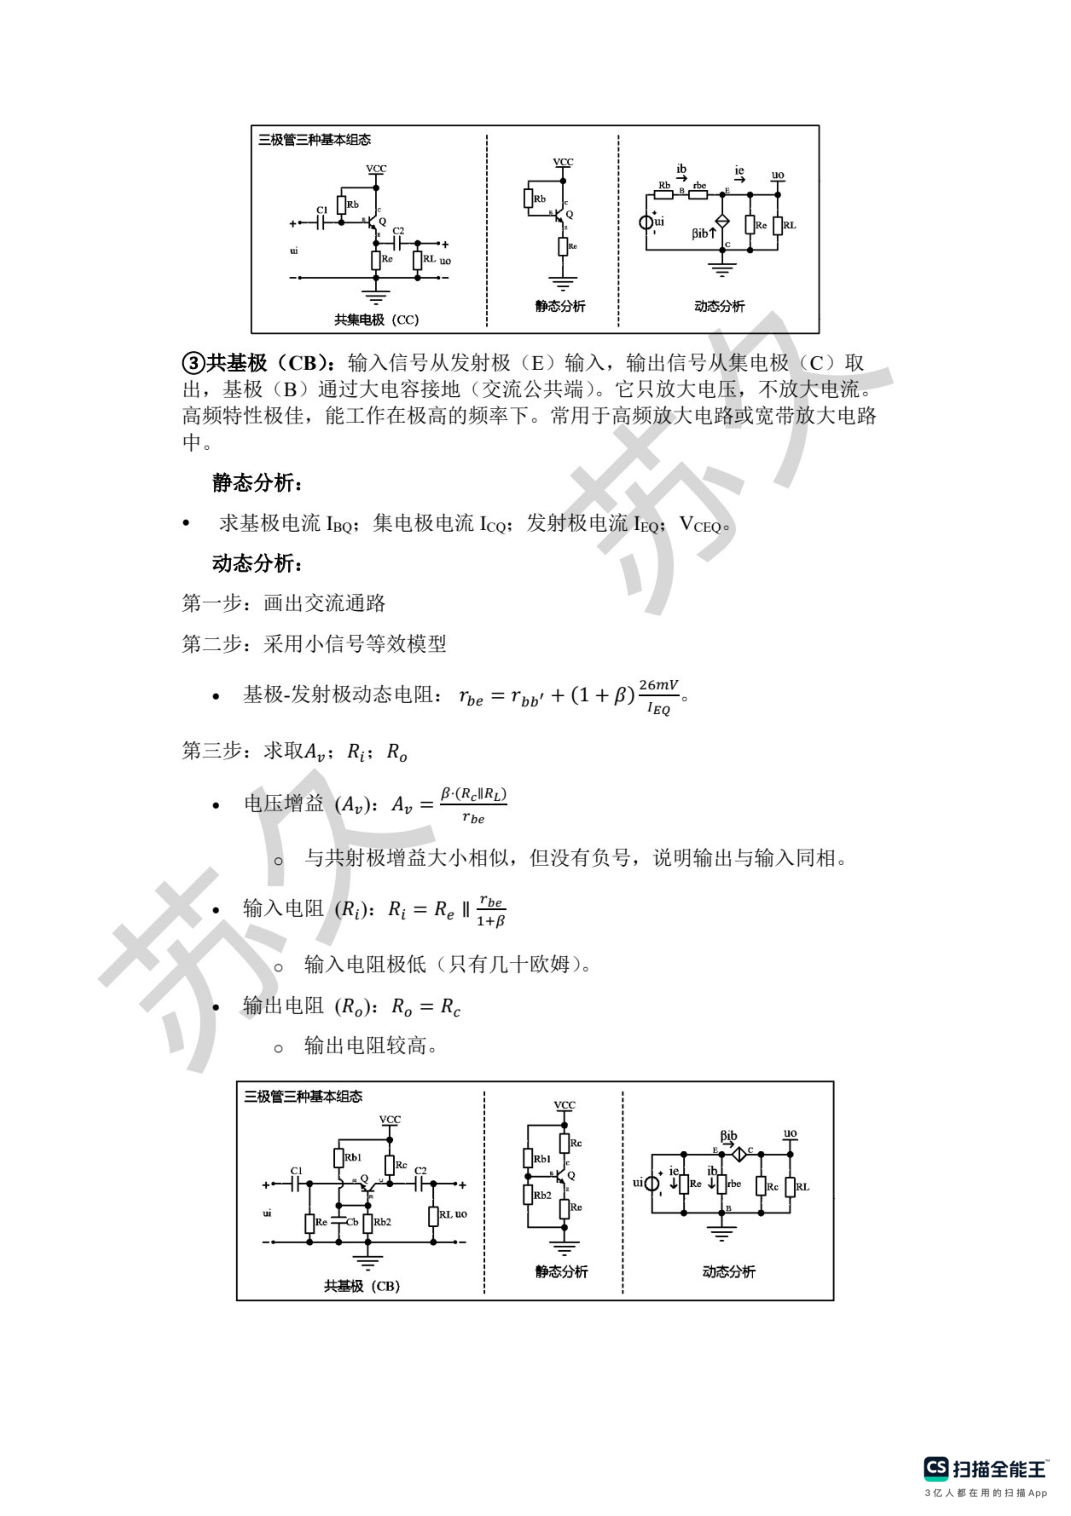 三极管三种基本组态
VCC
Rb
C1
C
B
Q
E
C2
+
+
ui
Re
RL
uo
−
−
共集电极（CC）
VCC
Rb
C
B
Q
E
Re
静态分析
ib
ie
uo
Rb
B
rbe
E
+
ui
-
βib
Re
RL
C
动态分析
③共基极（CB）：输入信号从发射极（E）输入，输出信号从集电极（C）取
出，基极（B）通过大电容接地（交流公共端）。它只放大电压，不放大电流。
高频特性极佳，能工作在极高的频率下。常用于高频放大电路或宽带放大电路
中。
静态分析：
• 求基极电流 IBQ；集电极电流 ICQ；发射极电流 IEQ；VCEQ。
动态分析：
第一步：画出交流通路
第二步：采用小信号等效模型
• 基极-发射极动态电阻： rbe = rbb′ + (1 + β) 26mV/IEQ。
第三步：求取Av；Ri；Ro
• 电压增益 (Av)：Av = β·(Rc∥RL)/rbe
○ 与共射极增益大小相似，但没有负号，说明输出与输入同相。
• 输入电阻 (Ri)：Ri = Re ∥ rbe/1+β
○ 输入电阻极低（只有几十欧姆）。
• 输出电阻 (Ro)：Ro = Rc
○ 输出电阻较高。
三极管三种基本组态
VCC
Rb1
Rc
C1
Q
C2
+
+
ui
Re
Cb
Rb2
RL
uo
−
−
共基极（CB）
VCC
Rc
Rb1
C
B
Q
E
Rb2
Re
静态分析
βib
uo
E
C
ui
+
-
ie
Re
ib
rbe
Rc
RL
B
动态分析
苏久
苏久
CS 扫描全能王
3亿人都在用的扫描App